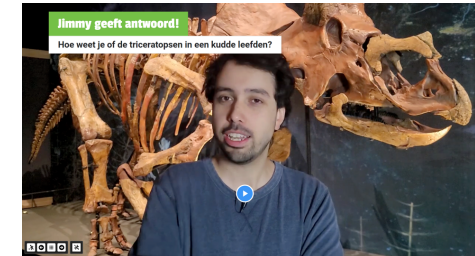 Jimmy geeft antwoord!
Hoe weet je of de triceratopsen in een kudde leefden?